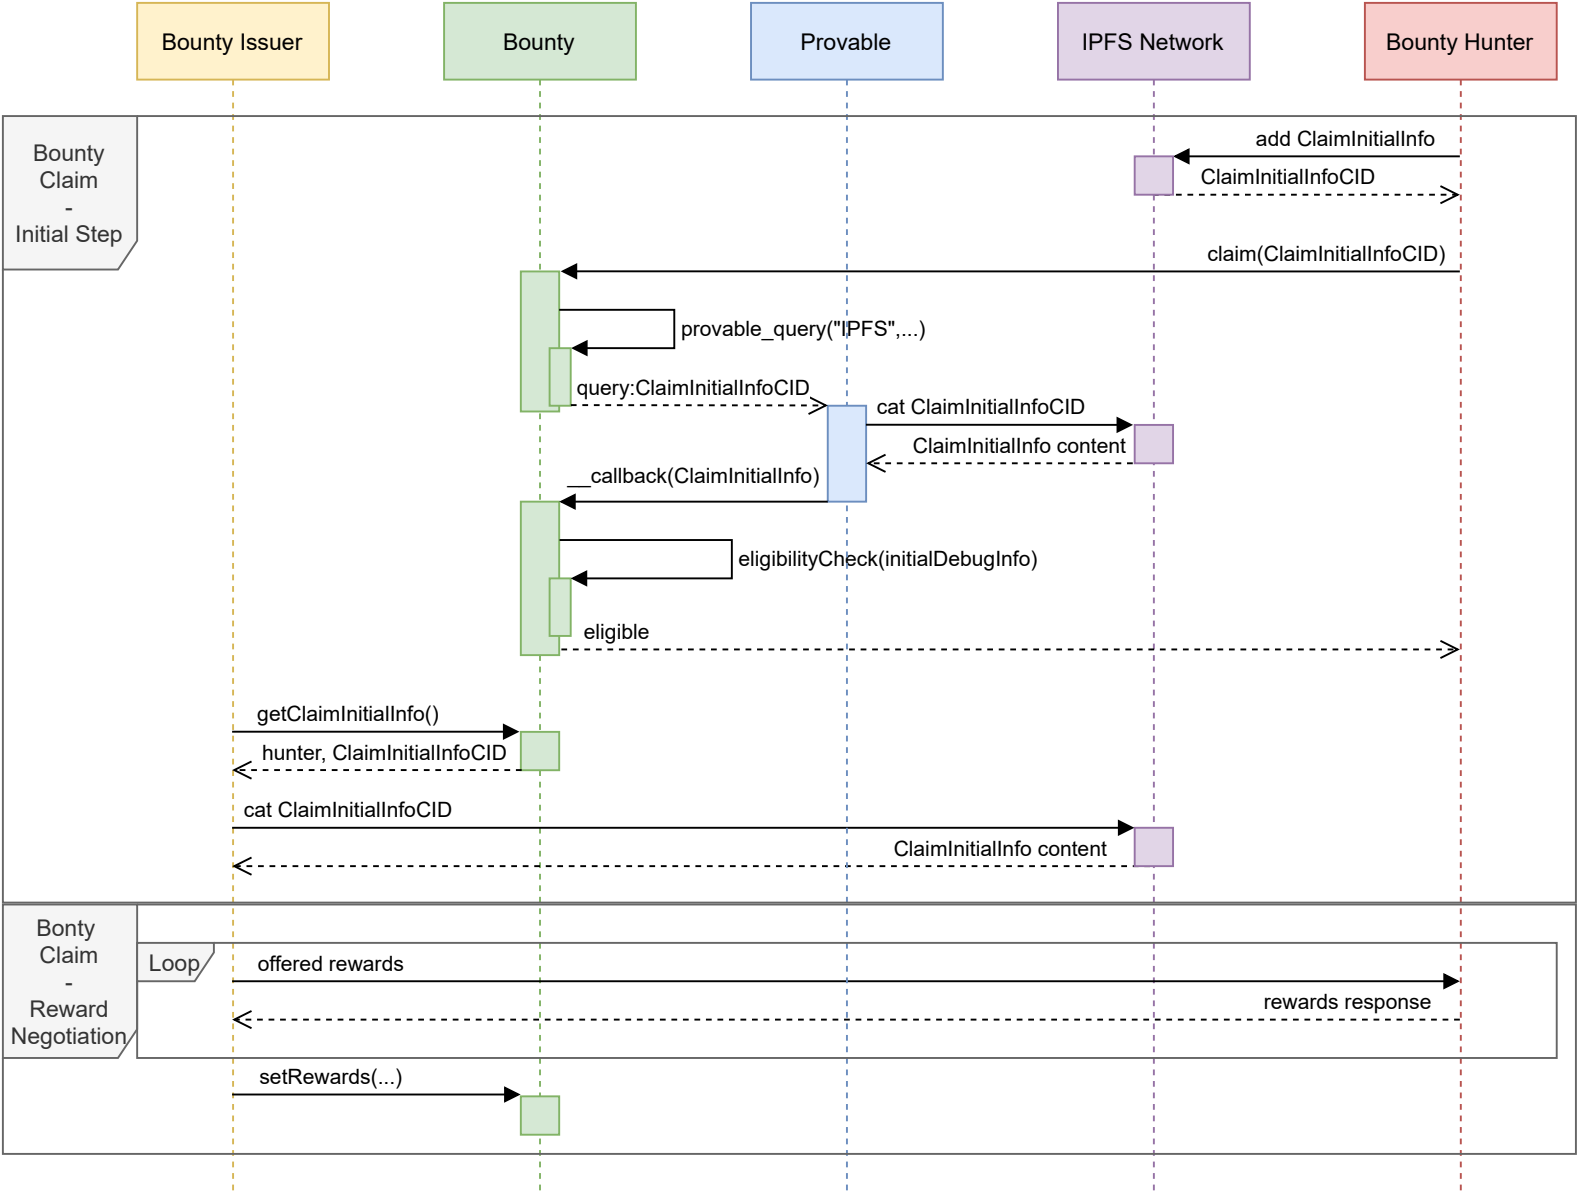 Bounty Issuer
Bounty
Provable
IPFS Network
Bounty Hunter
Bounty
Claim
-
Initial Step
add ClaimInitialInfo
ClaimInitialInfoCID
claim(ClaimInitialInfoCID)
provable_query("IPFS",...)
query:ClaimInitialInfoCID
cat ClaimInitialInfoCID
ClaimInitialInfo content
__callback(ClaimInitialInfo)
eligibilityCheck(initialDebugInfo)
eligible
getClaimInitialInfo()
hunter, ClaimInitialInfoCID
cat ClaimInitialInfoCID
ClaimInitialInfo content
Bonty
Claim
-
Reward
Negotiation
Loop
offered rewards
rewards response
setRewards(...)